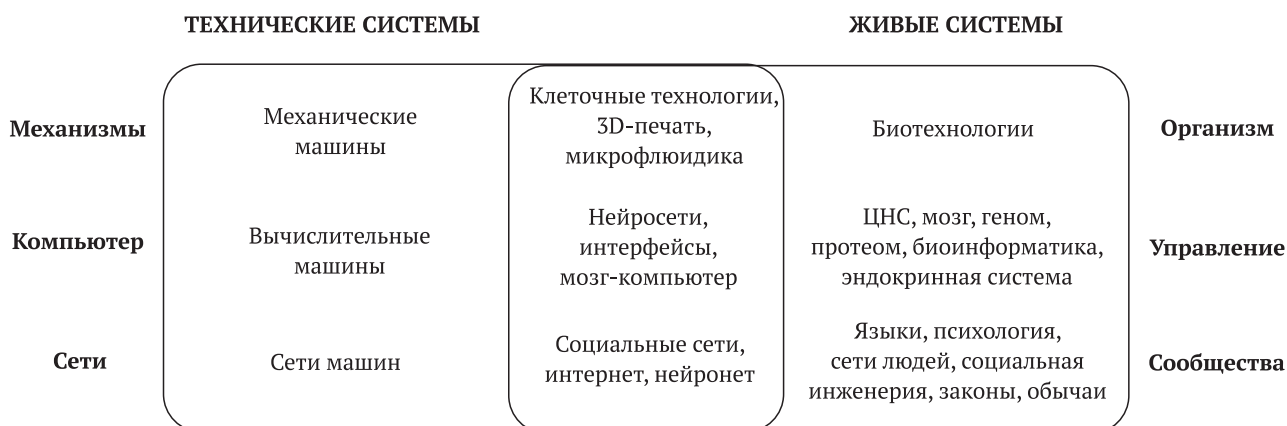 ТЕХНИЧЕСКИЕ СИСТЕМЫ
ЖИВЫЕ СИСТЕМЫ
Механизмы
Механические
машины
Клеточные технологии,
3D-печать,
микрофлюидика
Биотехнологии
Организм
Компьютер
Вычислительные
машины
Нейросети,
интерфейсы,
мозг-компьютер
ЦНС, мозг, геном,
протеом, биоинформатика,
эндокринная система
Управление
Сети
Сети машин
Социальные сети,
интернет, нейронет
Языки, психология,
сети людей, социальная
инженерия, законы, обычаи
Сообщества